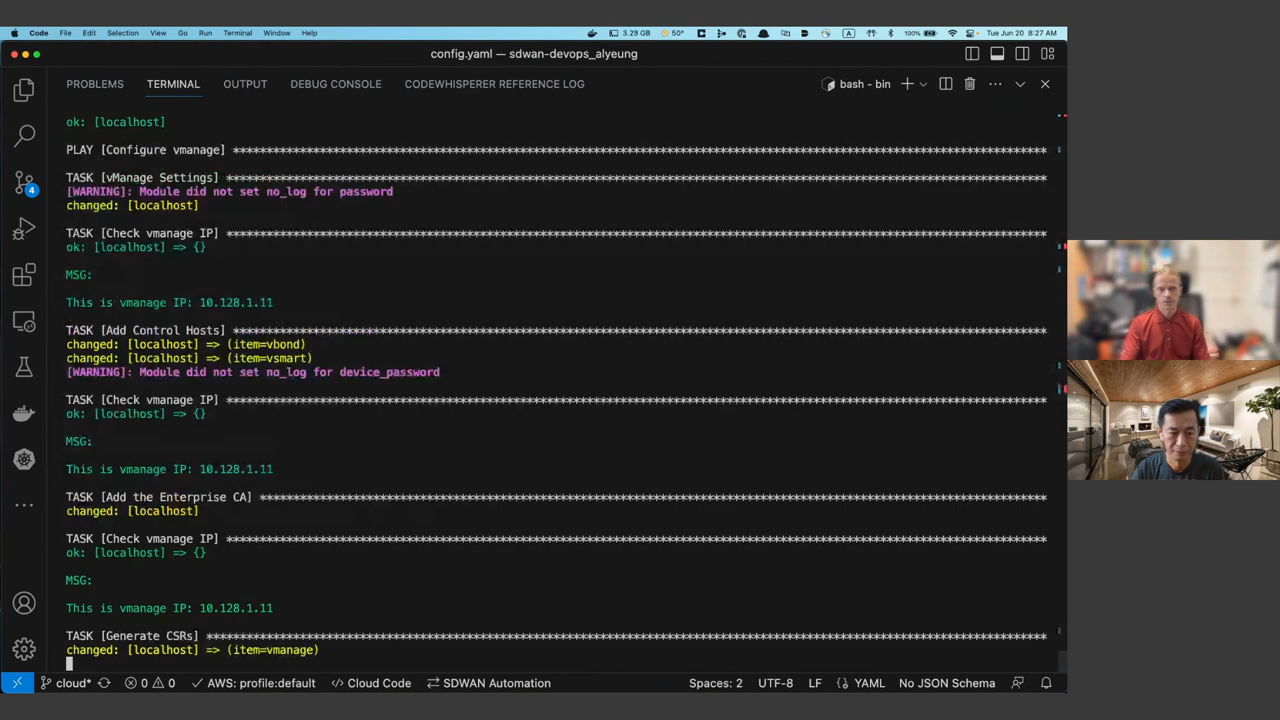 Code File Edit Selection View Go Run Terminal Window Help 3.28 GB 50° A 100% Tue Jun 20 8:27 AM
config.yaml — sdwan-devops_alyeung
PROBLEMS TERMINAL OUTPUT DEBUG CONSOLE CODEWHISPERER REFERENCE LOG bash - bin
ok: [localhost]
PLAY [Configure vmanage] **************************************************************************************************************************
TASK [vManage Settings] ***************************************************************************************************************************
[WARNING]: Module did not set no_log for password
changed: [localhost]
TASK [Check vmanage IP] ***************************************************************************************************************************
ok: [localhost] => {}
MSG:
This is vmanage IP: 10.128.1.11
TASK [Add Control Hosts] **************************************************************************************************************************
changed: [localhost] => (item=vbond)
changed: [localhost] => (item=vsmart)
[WARNING]: Module did not set no_log for device_password
TASK [Check vmanage IP] ***************************************************************************************************************************
ok: [localhost] => {}
MSG:
This is vmanage IP: 10.128.1.11
TASK [Add the Enterprise CA] **********************************************************************************************************************
changed: [localhost]
TASK [Check vmanage IP] ***************************************************************************************************************************
ok: [localhost] => {}
MSG:
This is vmanage IP: 10.128.1.11
TASK [Generate CSRs] ******************************************************************************************************************************
changed: [localhost] => (item=vmanage)
4
cloud* 0 0 AWS: profile:default Cloud Code SDWAN Automation Spaces: 2 UTF-8 LF YAML No JSON Schema